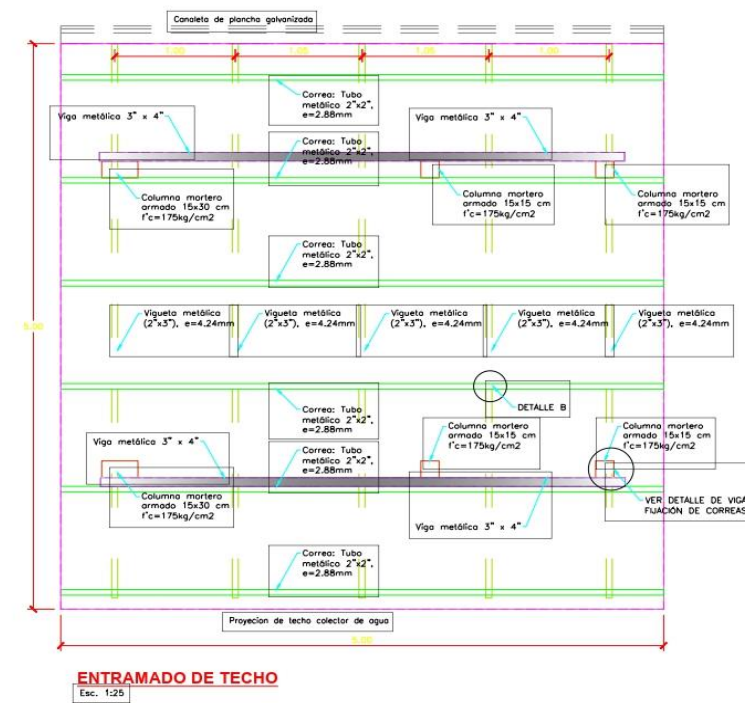 Canaleta de plancha galvanizada
1.00
1.05
1.05
1.00
Correa: Tubo
metálico 2"x2",
e=2.88mm
Viga metálica 3" x 4"
Viga metálica 3" x 4"
Correa: Tubo
metálico 2"x2",
e=2.88mm
Columna mortero
armado 15x30 cm
f'c=175kg/cm2
Columna mortero
armado 15x15 cm
f'c=175kg/cm2
Columna mortero
armado 15x15 cm
f'c=175kg/cm2
Correa: Tubo
metálico 2"x2",
e=2.88mm
5.00
Vigueta metálica
(2"x3"), e=4.24mm
Vigueta metálica
(2"x3"), e=4.24mm
Vigueta metálica
(2"x3"), e=4.24mm
Vigueta metálica
(2"x3"), e=4.24mm
Vigueta metálica
(2"x3"), e=4.24mm
DETALLE B
Correa: Tubo
metálico 2"x2",
e=2.88mm
Columna mortero
armado 15x15 cm
f'c=175kg/cm2
Columna mortero
armado 15x15 cm
f'c=175kg/cm2
Viga metálica 3" x 4"
Correa: Tubo
metálico 2"x2",
e=2.88mm
Columna mortero
armado 15x30 cm
f'c=175kg/cm2
VER DETALLE DE VIGA
FIJACIÓN DE CORREAS
Viga metálica 3" x 4"
Correa: Tubo
metálico 2"x2",
e=2.88mm
Proyecion de techo colector de agua
5.00
ENTRAMADO DE TECHO
Esc. 1:25